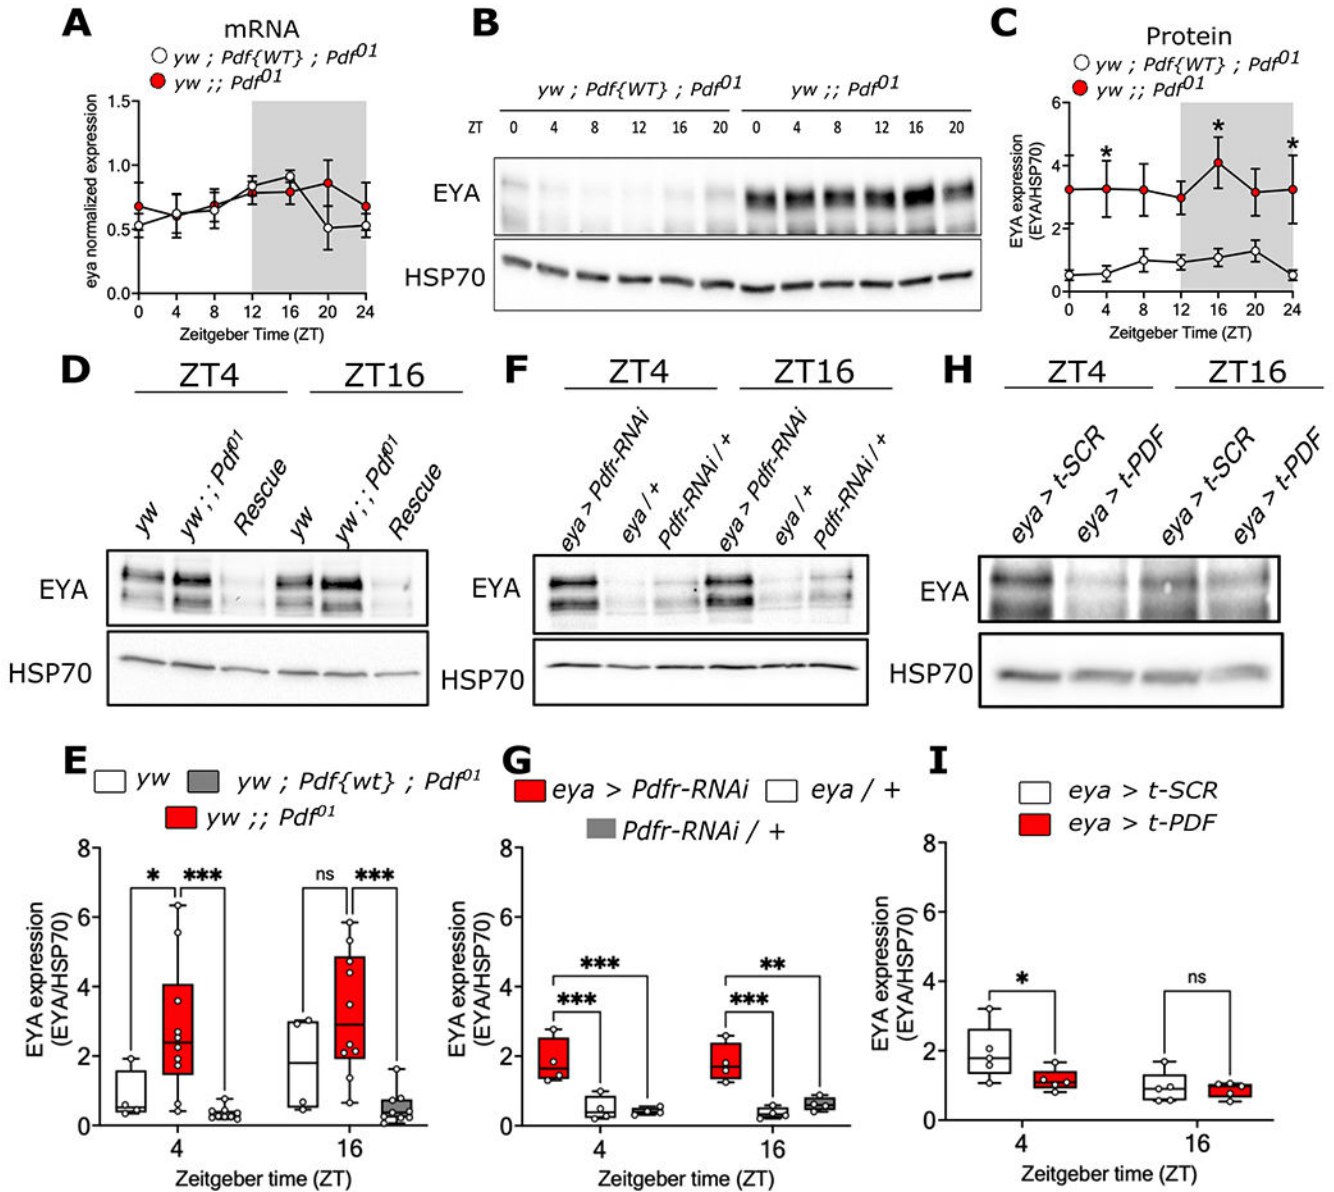 A
mRNA
yw ; Pdf{WT} ; Pdf01
yw ;; Pdf01
eya normalized expression
1.5
1.0
0.5
0.0
0 4 8 12 16 20 24
Zeitgeber Time (ZT)
B
yw ; Pdf{WT} ; Pdf01 yw ;; Pdf01
ZT 0 4 8 12 16 20 0 4 8 12 16 20
EYA
HSP70
C
Protein
yw ; Pdf{WT} ; Pdf01
yw ;; Pdf01
EYA expression
(EYA/HSP70)
6
4
2
0
* * *
0 4 8 12 16 20 24
Zeitgeber Time (ZT)
D
ZT4 ZT16
yw yw ; ; Pdf01 Rescue yw yw ; ; Pdf01 Rescue
EYA
HSP70
F
ZT4 ZT16
eya > Pdfr-RNAi eya / + Pdfr-RNAi / + eya > Pdfr-RNAi eya / + Pdfr-RNAi / +
EYA
HSP70
H
ZT4 ZT16
eya > t-SCR eya > t-PDF eya > t-SCR eya > t-PDF
EYA
HSP70
E
yw yw ; Pdf{wt} ; Pdf01
yw ;; Pdf01
EYA expression
(EYA/HSP70)
8
6
4
2
0
* *** ns ***
4 16
Zeitgeber time (ZT)
G
eya > Pdfr-RNAi eya / +
Pdfr-RNAi / +
EYA expression
(EYA/HSP70)
8
6
4
2
0
*** **
*** ***
4 16
Zeitgeber time (ZT)
I
eya > t-SCR
eya > t-PDF
EYA expression
(EYA/HSP70)
8
6
4
2
0
* ns
4 16
Zeitgeber time (ZT)